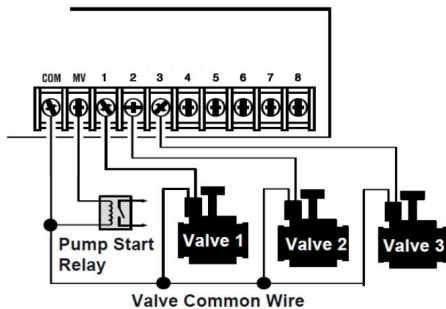 COM MV 1 2 3 4 5 6 7 8
Pump Start
Relay
Valve 1
Valve 2
Valve 3
Valve Common Wire